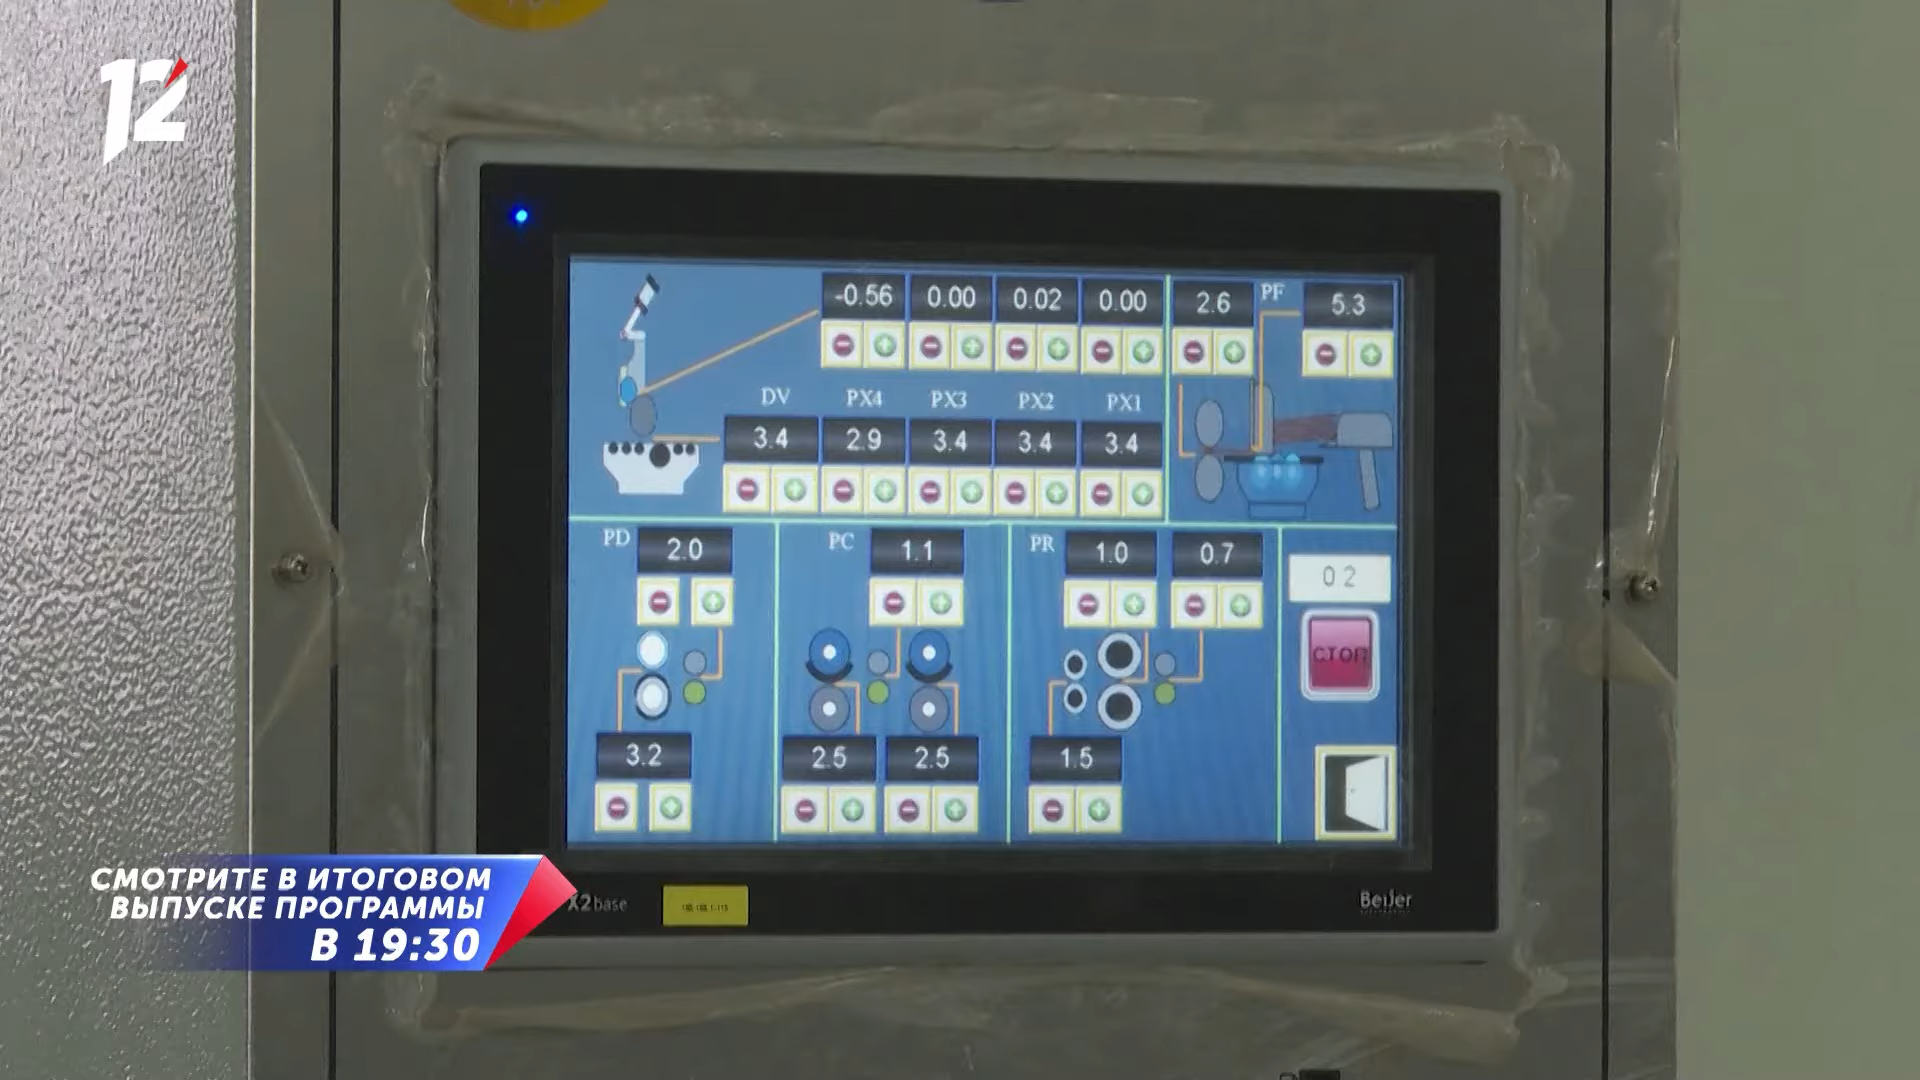 12
-0.56 0.00 0.02 0.00 2.6 PF 5.3
DV PX4 PX3 PX2 PX1
3.4 2.9 3.4 3.4 3.4
PD 2.0 PC 1.1 PR 1.0 0.7
0 2
СТОП
3.2 2.5 2.5 1.5
СМОТРИТЕ В ИТОГОВОМ
ВЫПУСКЕ ПРОГРАММЫ
В 19:30
X2 base
BeiJer